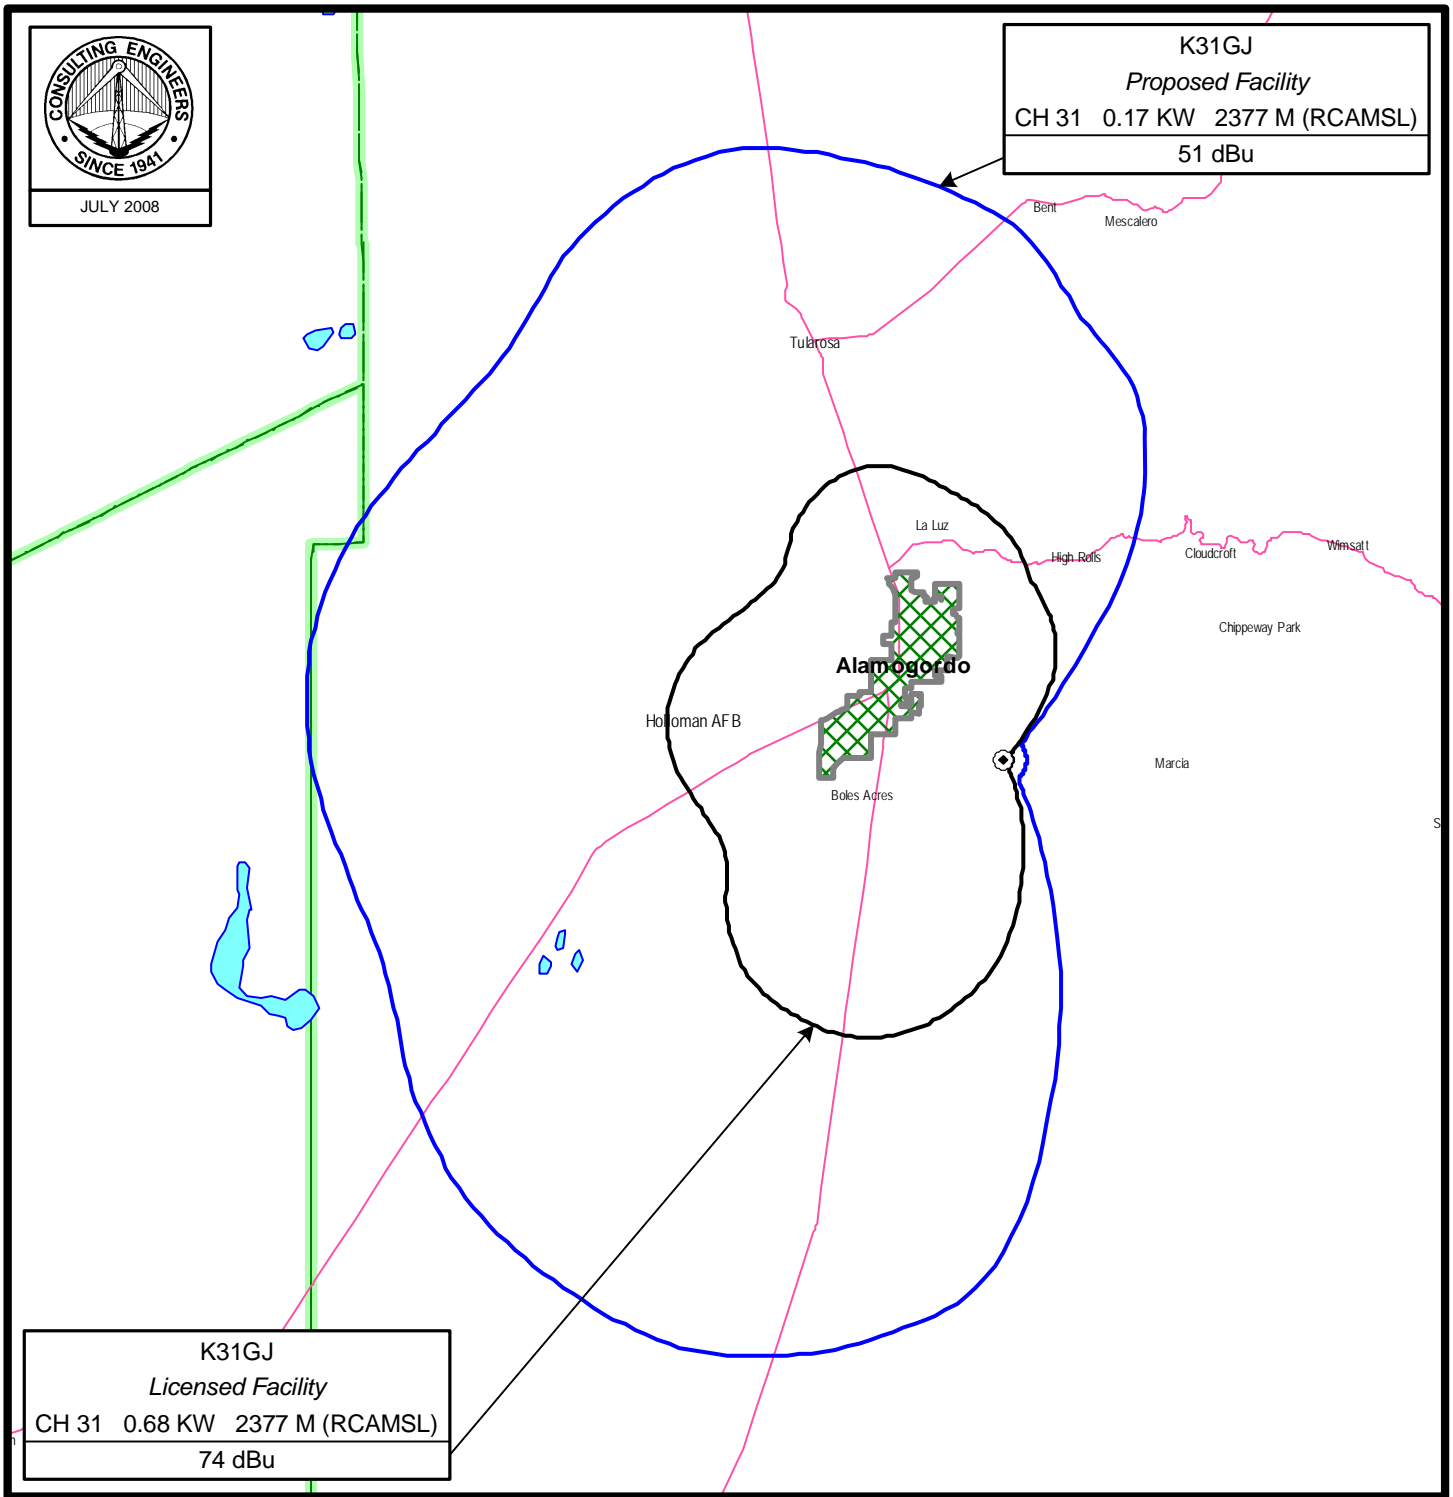 CONSULTING ENGINEERS
• SINCE 1941 •
JULY 2008
K31GJ
Proposed Facility
CH 31 0.17 KW 2377 M (RCAMSL)
51 dBu
Bent
Mescalero
Tularosa
La Luz
High Rolls
Cloudcroft
Wimsatt
Chippeway Park
Alamogordo
Holloman AFB
Marcia
Boles Acres
S
K31GJ
Licensed Facility
CH 31 0.68 KW 2377 M (RCAMSL)
74 dBu